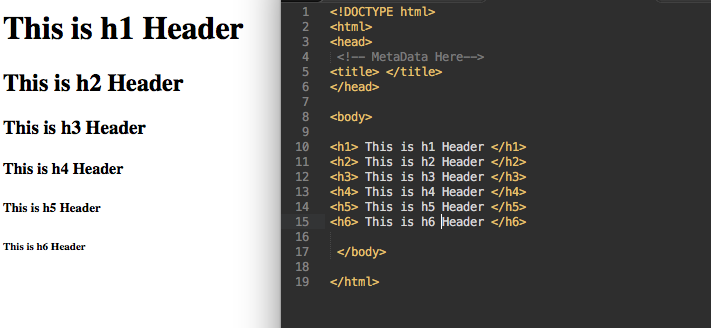 This is h1 Header
This is h2 Header
This is h3 Header
This is h4 Header
This is h5 Header
This is h6 Header
1 <!DOCTYPE html>
2 <html>
3 <head>
4 <!-- MetaData Here-->
5 <title> </title>
6 </head>
7
8 <body>
9
10 <h1> This is h1 Header </h1>
11 <h2> This is h2 Header </h2>
12 <h3> This is h3 Header </h3>
13 <h4> This is h4 Header </h4>
14 <h5> This is h5 Header </h5>
15 <h6> This is h6 Header </h6>
16
17 </body>
18
19 </html>